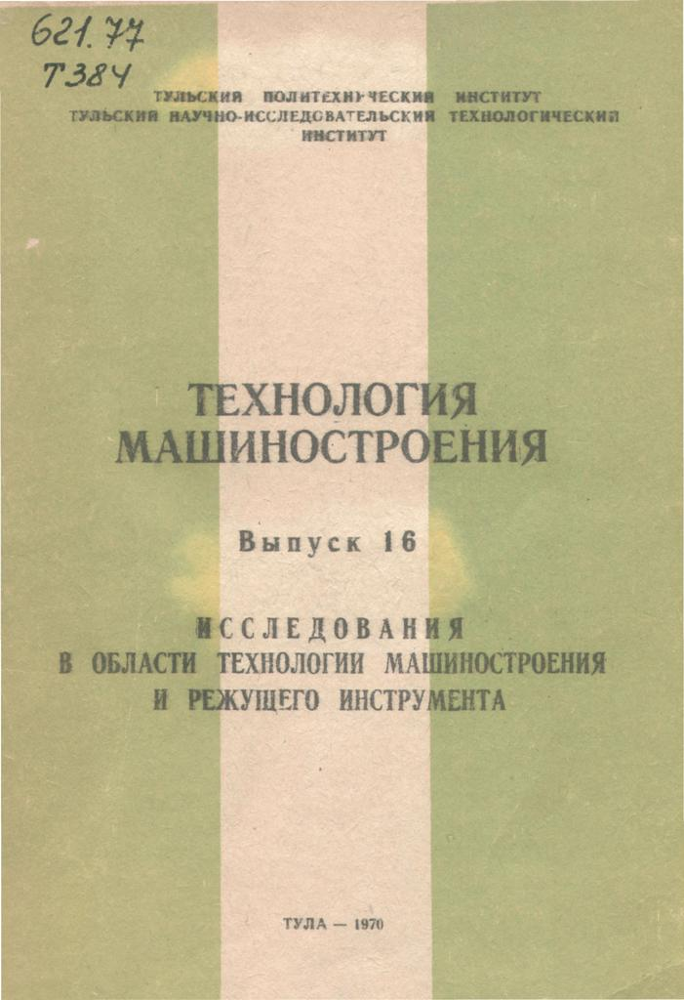 621.77
Т384
ТУЛЬСКИЙ ПОЛИТЕХНИЧЕСКИЙ ИНСТИТУТ
ТУЛЬСКИЙ НАУЧНО-ИССЛЕДОВАТЕЛЬСКИЙ ТЕХНОЛОГИЧЕСКИЙ
ИНСТИТУТ
ТЕХНОЛОГИЯ
МАШИНОСТРОЕНИЯ
Выпуск 16
ИССЛЕДОВАНИЯ
В ОБЛАСТИ ТЕХНОЛОГИИ МАШИНОСТРОЕНИЯ
И РЕЖУЩЕГО ИНСТРУМЕНТА
ТУЛА — 1970